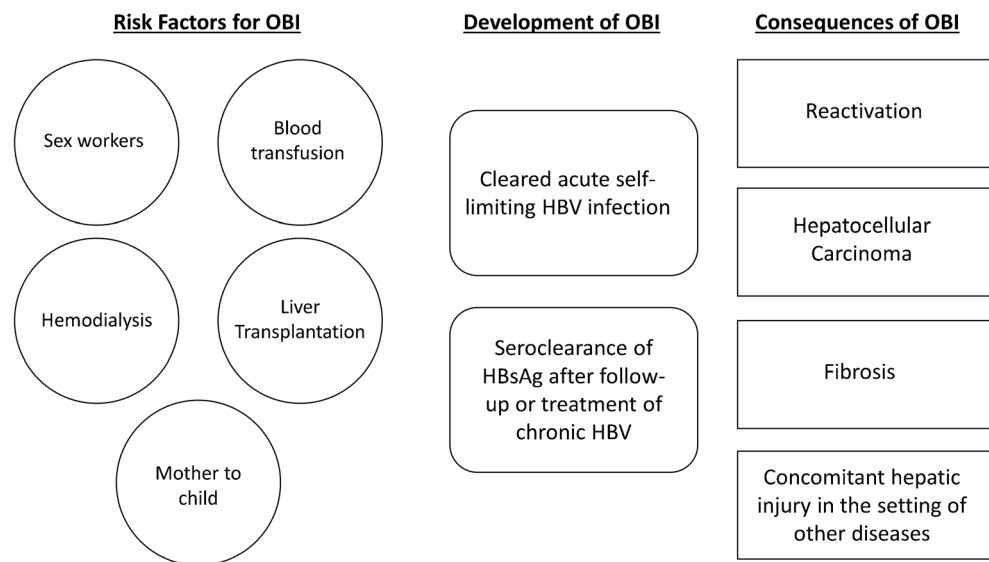 Risk Factors for OBI
Sex workers
Blood
transfusion
Hemodialysis
Liver
Transplantation
Mother to
child
Development of OBI
Cleared acute self-
limiting HBV infection
Seroclearance of
HBsAg after follow-
up or treatment of
chronic HBV
Consequences of OBI
Reactivation
Hepatocellular
Carcinoma
Fibrosis
Concomitant hepatic
injury in the setting of
other diseases